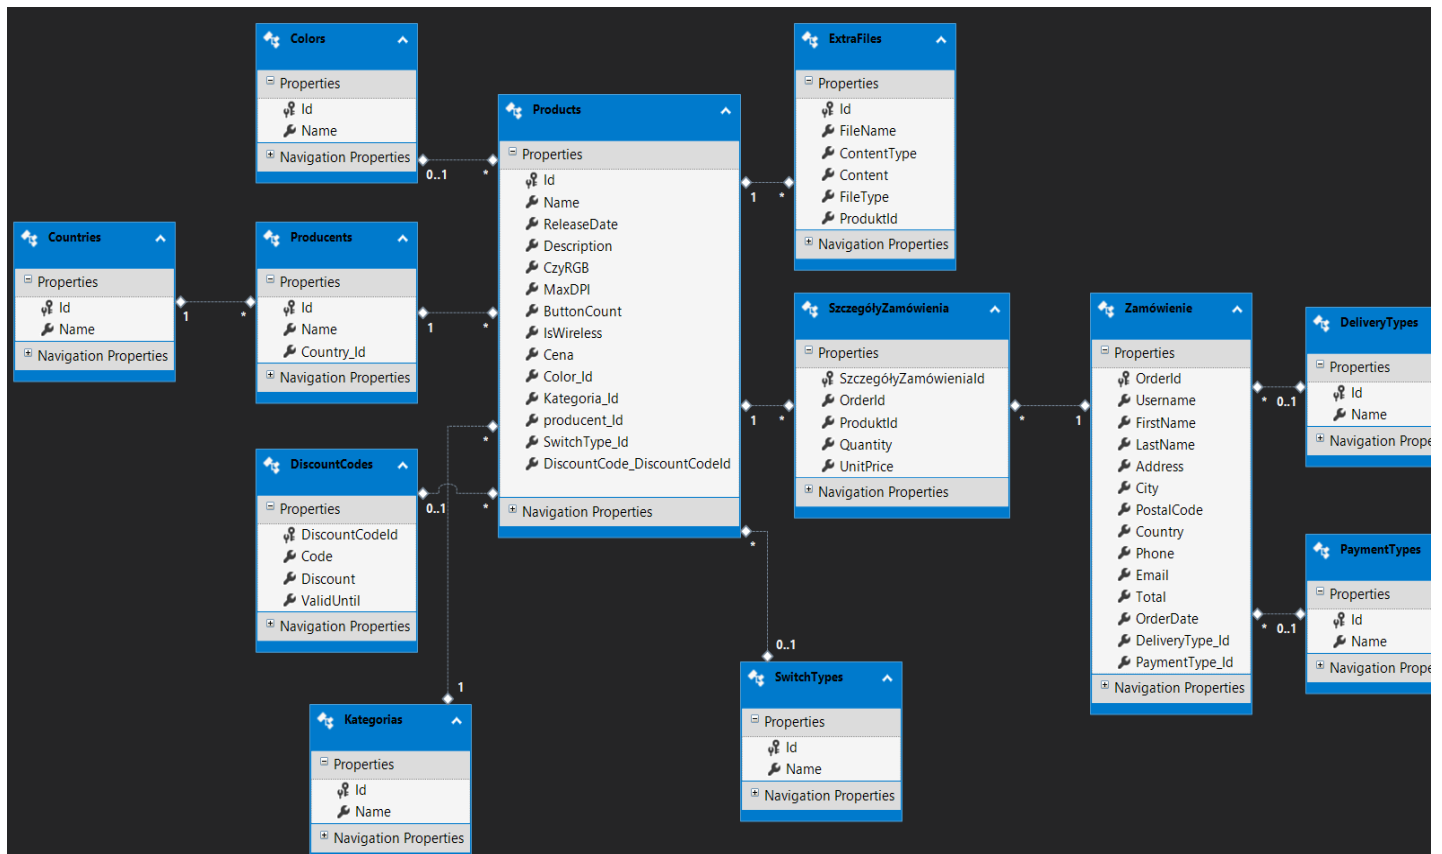 Colors
Properties
Id
Name
Navigation Properties
0..1
*
Countries
Properties
Id
Name
Navigation Properties
1
*
Producents
Properties
Id
Name
Country_Id
Navigation Properties
1
*
DiscountCodes
Properties
DiscountCodeId
Code
Discount
ValidUntil
Navigation Properties
0..1
*
*
1
Kategorias
Properties
Id
Name
Navigation Properties
Products
Properties
Id
Name
ReleaseDate
Description
CzyRGB
MaxDPI
ButtonCount
IsWireless
Cena
Color_Id
Kategoria_Id
producent_Id
SwitchType_Id
DiscountCode_DiscountCodeId
Navigation Properties
1
*
ExtraFiles
Properties
Id
FileName
ContentType
Content
FileType
ProduktId
Navigation Properties
1
*
SzczegółyZamówienia
Properties
SzczegółyZamówieniaId
OrderId
ProduktId
Quantity
UnitPrice
Navigation Properties
*
1
*
0..1
SwitchTypes
Properties
Id
Name
Navigation Properties
Zamówienie
Properties
OrderId
Username
FirstName
LastName
Address
City
PostalCode
Country
Phone
Email
Total
OrderDate
DeliveryType_Id
PaymentType_Id
Navigation Properties
*
0..1
DeliveryTypes
Properties
Id
Name
Navigation Prope
*
0..1
PaymentTypes
Properties
Id
Name
Navigation Prope